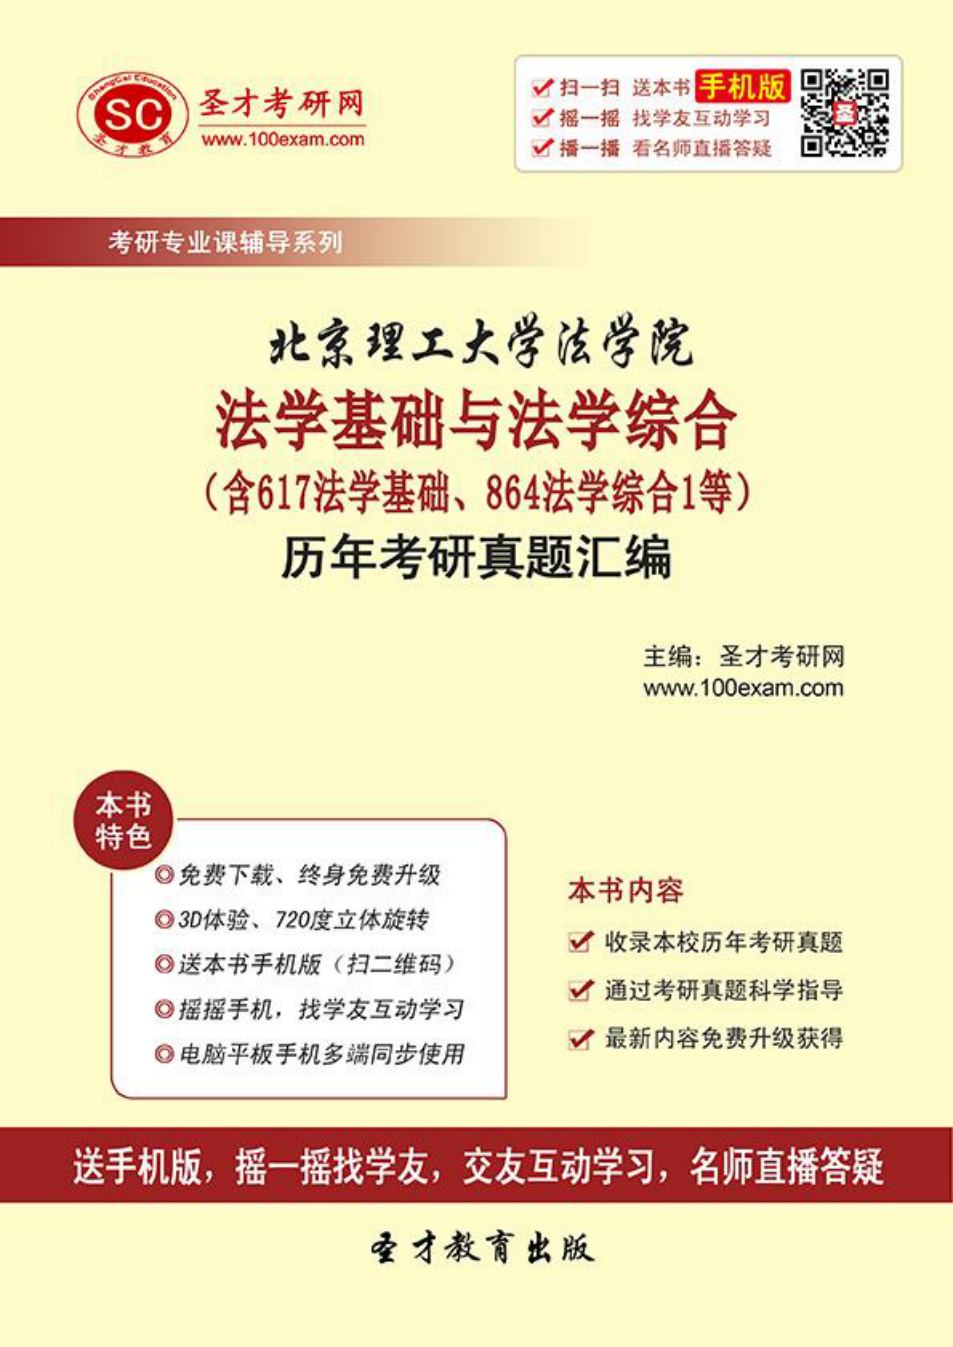 ShengCai Education
SC
圣才教育
圣才考研网
www.100exam.com
扫一扫 送本书 手机版
摇一摇 找学友互动学习
播一播 看名师直播答疑
圣
考研专业课辅导系列
北京理工大学法学院
法学基础与法学综合
（含617法学基础、864法学综合1等）
历年考研真题汇编
主编：圣才考研网
www.100exam.com
本书
特色
◎免费下载、终身免费升级
◎3D体验、720度立体旋转
◎送本书手机版（扫二维码）
◎摇摇手机，找学友互动学习
◎电脑平板手机多端同步使用
本书内容
收录本校历年考研真题
通过考研真题科学指导
最新内容免费升级获得
送手机版，摇一摇找学友，交友互动学习，名师直播答疑
圣才教育出版